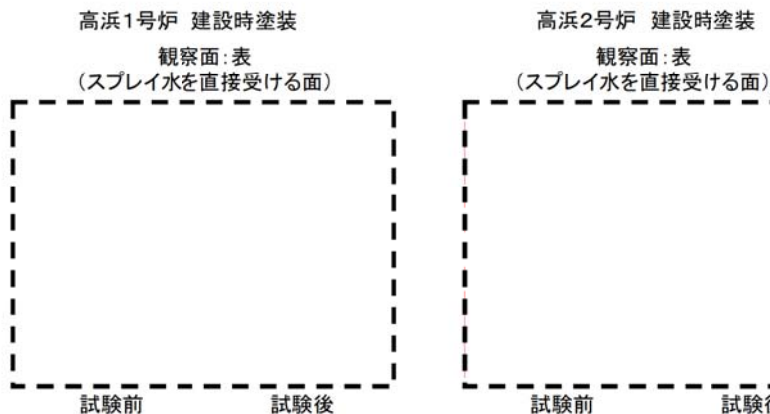 高浜1号炉 建設時塗装
観察面:表
(スプレイ水を直接受ける面)
試験前 試験後
高浜2号炉 建設時塗装
観察面:表
(スプレイ水を直接受ける面)
試験前 試験